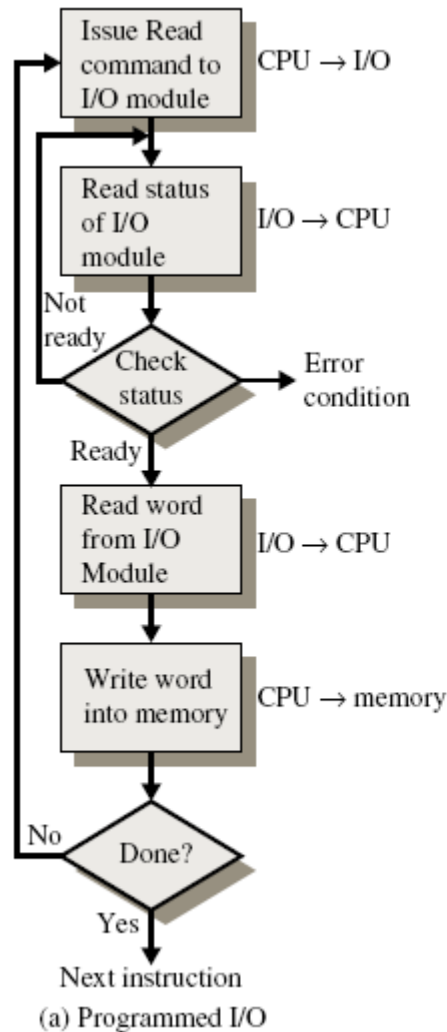 Issue Read
command to
I/O module
CPU → I/O
Read status
of I/O
module
I/O → CPU
Not
ready
Check
status
Error
condition
Ready
Read word
from I/O
Module
I/O → CPU
Write word
into memory
CPU → memory
No
Done?
Yes
Next instruction
(a) Programmed I/O